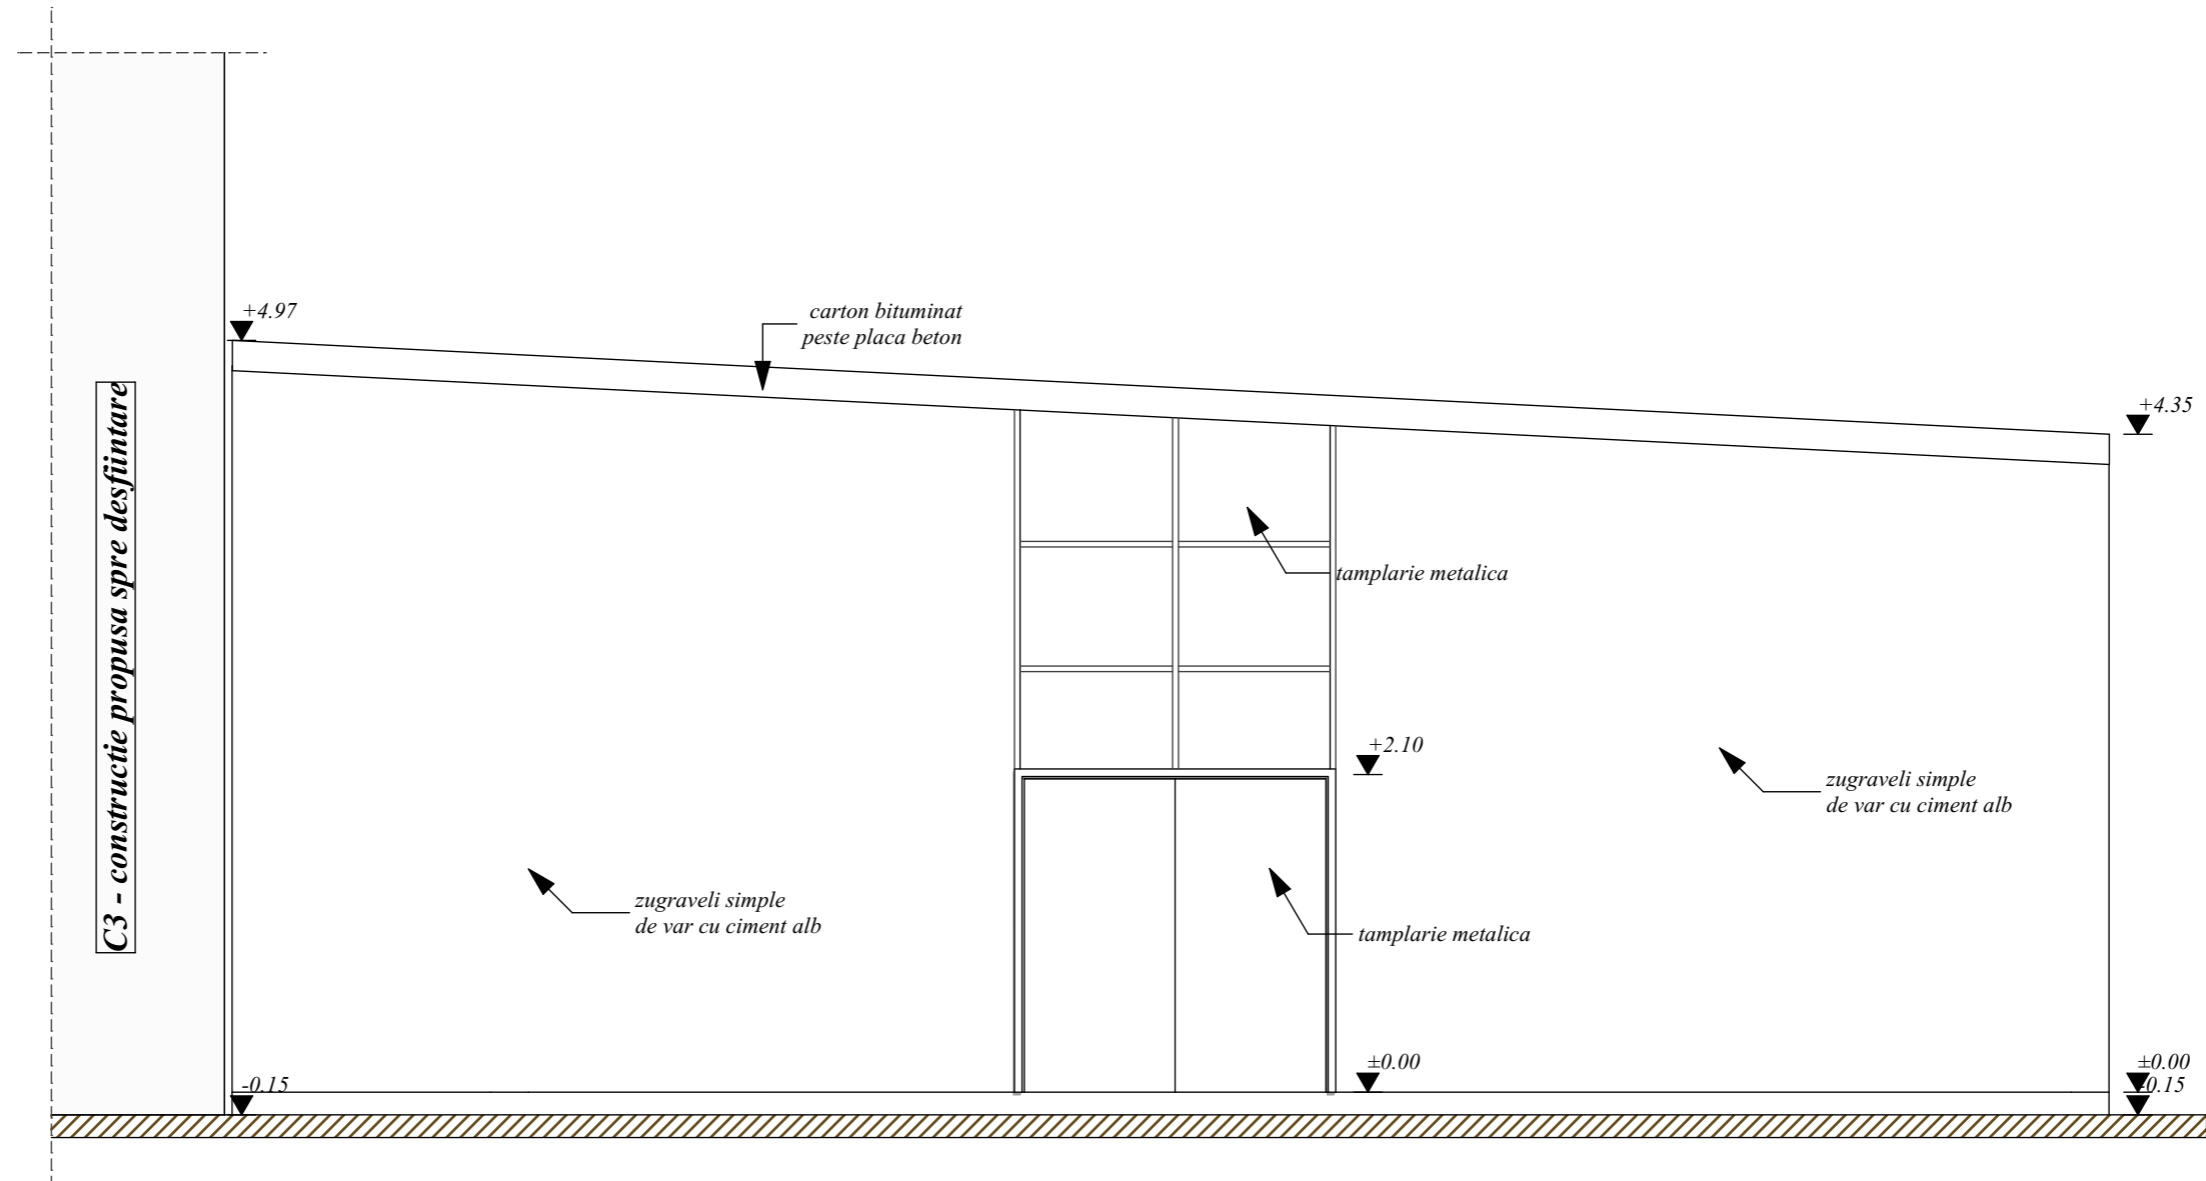 +4.97
carton bituminat
peste placa beton
+4.35
C3 - constructie propusa spre desfiintare
tamplarie metalica
+2.10
zugraveli simple
de var cu ciment alb
zugraveli simple
de var cu ciment alb
tamplarie metalica
±0.00
±0.00
-0.15
-0.15